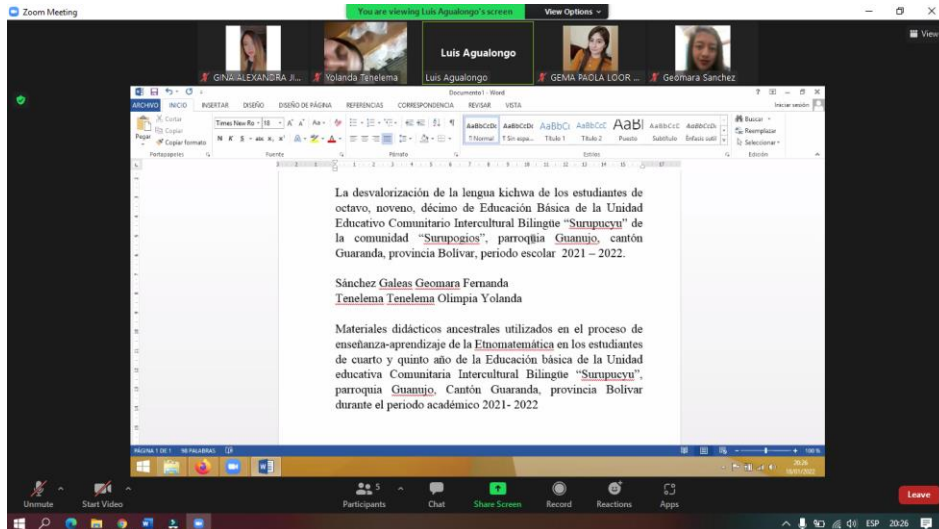 Zoom Meeting
You are viewing Luis Agualongo's screen
View Options
View
GINA ALEXANDRA JI...
Yolanda Tenelema
Luis Agualongo
Luis Agualongo
GEMA PAOLA LOOR ...
Geomara Sanchez
Documento1 - Word
ARCHIVO INICIO INSERTAR DISEÑO DISEÑO DE PÁGINA REFERENCIAS CORRESPONDENCIA REVISAR VISTA
Iniciar sesión
Pegar
Cortar
Copiar
Copiar formato
Times New Ro 18
N K S abc
AaBbCcDc AaBbCcDc AaBbCc AaBbCcC AaBl AaBbCcC AaBbCcDc
¶ Normal ¶ Sin espa... Título 1 Título 2 Puesto Subtítulo Énfasis sutil
Buscar
Reemplazar
Seleccionar
Portapapeles Fuente Párrafo Estilos Edición
La desvalorización de la lengua kichwa de los estudiantes de
octavo, noveno, décimo de Educación Básica de la Unidad
Educativo Comunitario Intercultural Bilingüe “Surupucyu” de
la comunidad “Surupogios”, parroquia Guanujo, cantón
Guaranda, provincia Bolívar, periodo escolar 2021 – 2022.
Sánchez Galeas Geomara Fernanda
Tenelema Tenelema Olimpia Yolanda
Materiales didácticos ancestrales utilizados en el proceso de
enseñanza-aprendizaje de la Etnomatemática en los estudiantes
de cuarto y quinto año de la Educación básica de la Unidad
educativa Comunitaria Intercultural Bilingüe “Surupucyu”,
parroquia Guanujo, Cantón Guaranda, provincia Bolívar
durante el periodo académico 2021- 2022
PÁGINA 1 DE 1 98 PALABRAS
100 %
20:26
18/01/2022
Unmute
Start Video
5
Participants
Chat
Share Screen
Record
Reactions
Apps
Leave
ESP 20:26